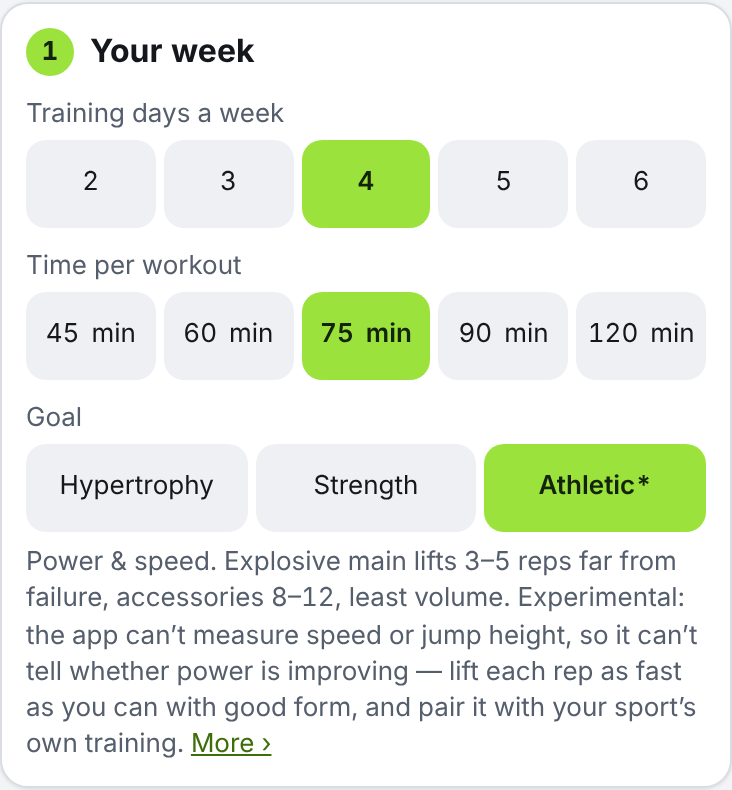 1 Your week
Training days a week
2 3 4 5 6
Time per workout
45 min 60 min 75 min 90 min 120 min
Goal
Hypertrophy Strength Athletic*
Power & speed. Explosive main lifts 3–5 reps far from
failure, accessories 8–12, least volume. Experimental:
the app can’t measure speed or jump height, so it can’t
tell whether power is improving — lift each rep as fast
as you can with good form, and pair it with your sport’s
own training. More ›